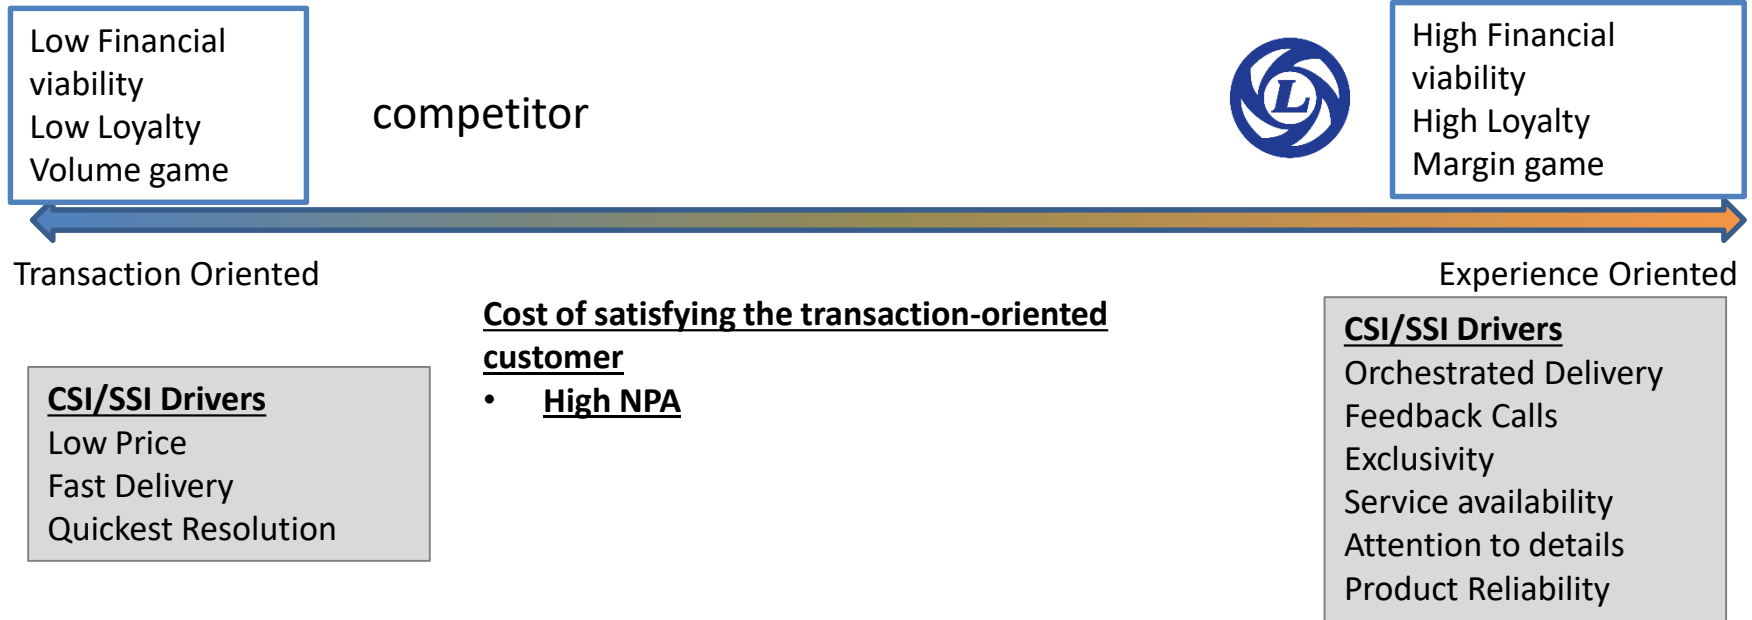 Low Financial
viability
Low Loyalty
Volume game
competitor
L
High Financial
viability
High Loyalty
Margin game
Transaction Oriented
Experience Oriented
Cost of satisfying the transaction-oriented
customer
• High NPA
CSI/SSI Drivers
Low Price
Fast Delivery
Quickest Resolution
CSI/SSI Drivers
Orchestrated Delivery
Feedback Calls
Exclusivity
Service availability
Attention to details
Product Reliability